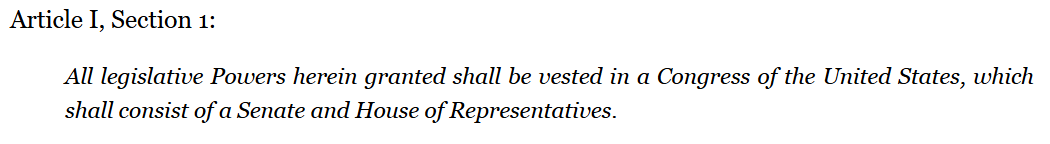 Article I, Section 1:
All legislative Powers herein granted shall be vested in a Congress of the United States, which
shall consist of a Senate and House of Representatives.